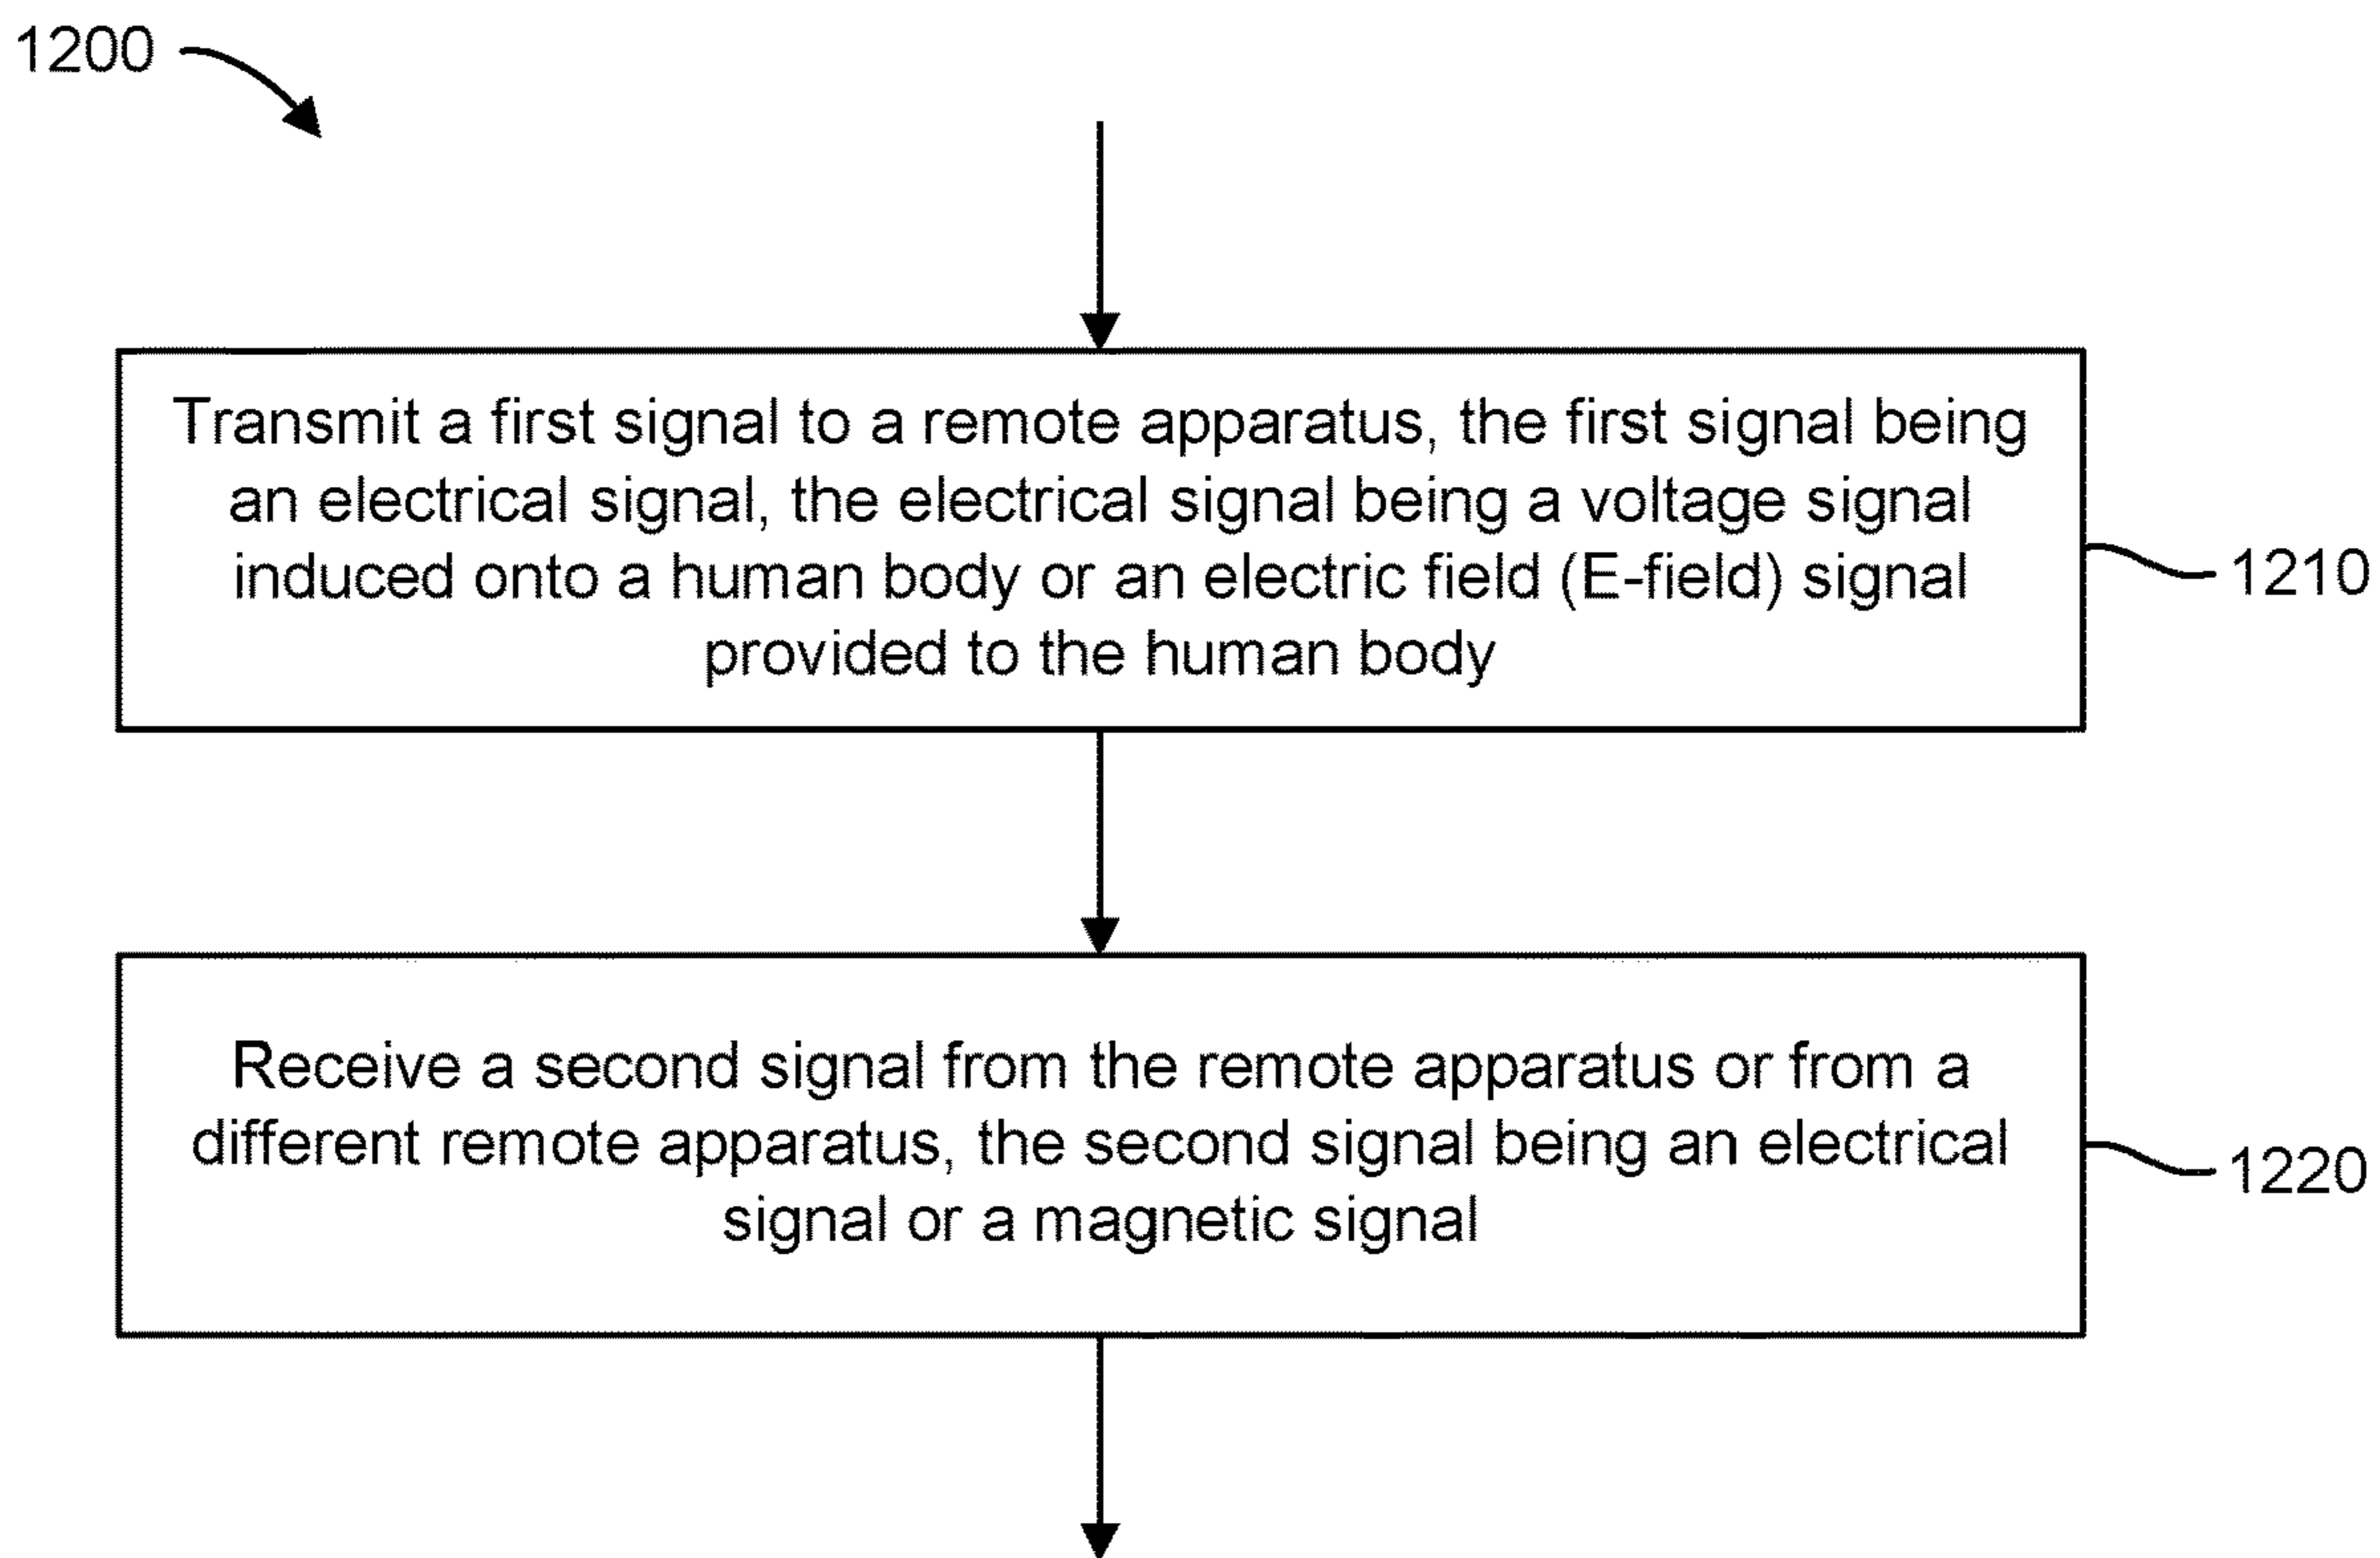 1200
Transmit a first signal to a remote apparatus, the first signal being
an electrical signal, the electrical signal being a voltage signal
induced onto a human body or an electric field (E-field) signal
provided to the human body
1210
Receive a second signal from the remote apparatus or from a
different remote apparatus, the second signal being an electrical
signal or a magnetic signal
1220